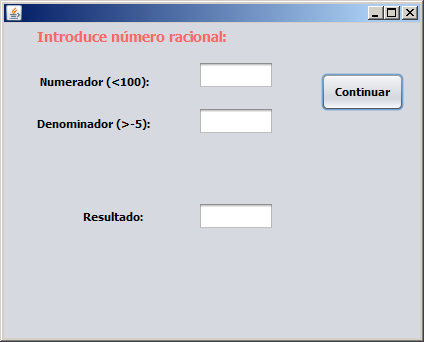 Introduce número racional:
Numerador (<100):
Continuar
Denominador (>-5):
Resultado: